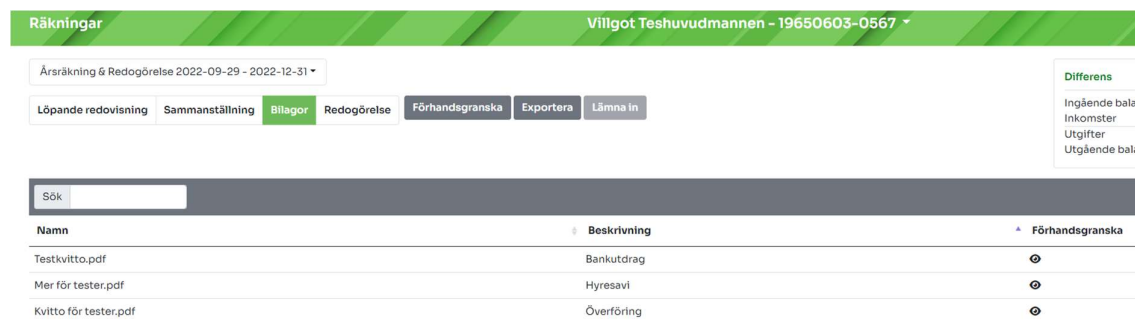 Räkningar Villgot Teshuvudmannen - 19650603-0567
Årsräkning & Redogörelse 2022-09-29 - 2022-12-31
Differens
Löpande redovisning Sammanställning Bilagor Redogörelse Förhandsgranska Exportera Lämna in
Ingående bala
Inkomster
Utgifter
Utgående bala
Sök
Namn Beskrivning Förhandsgranska
Testkvitto.pdf Bankutdrag
Mer för tester.pdf Hyresavi
Kvitto för tester.pdf Överföring